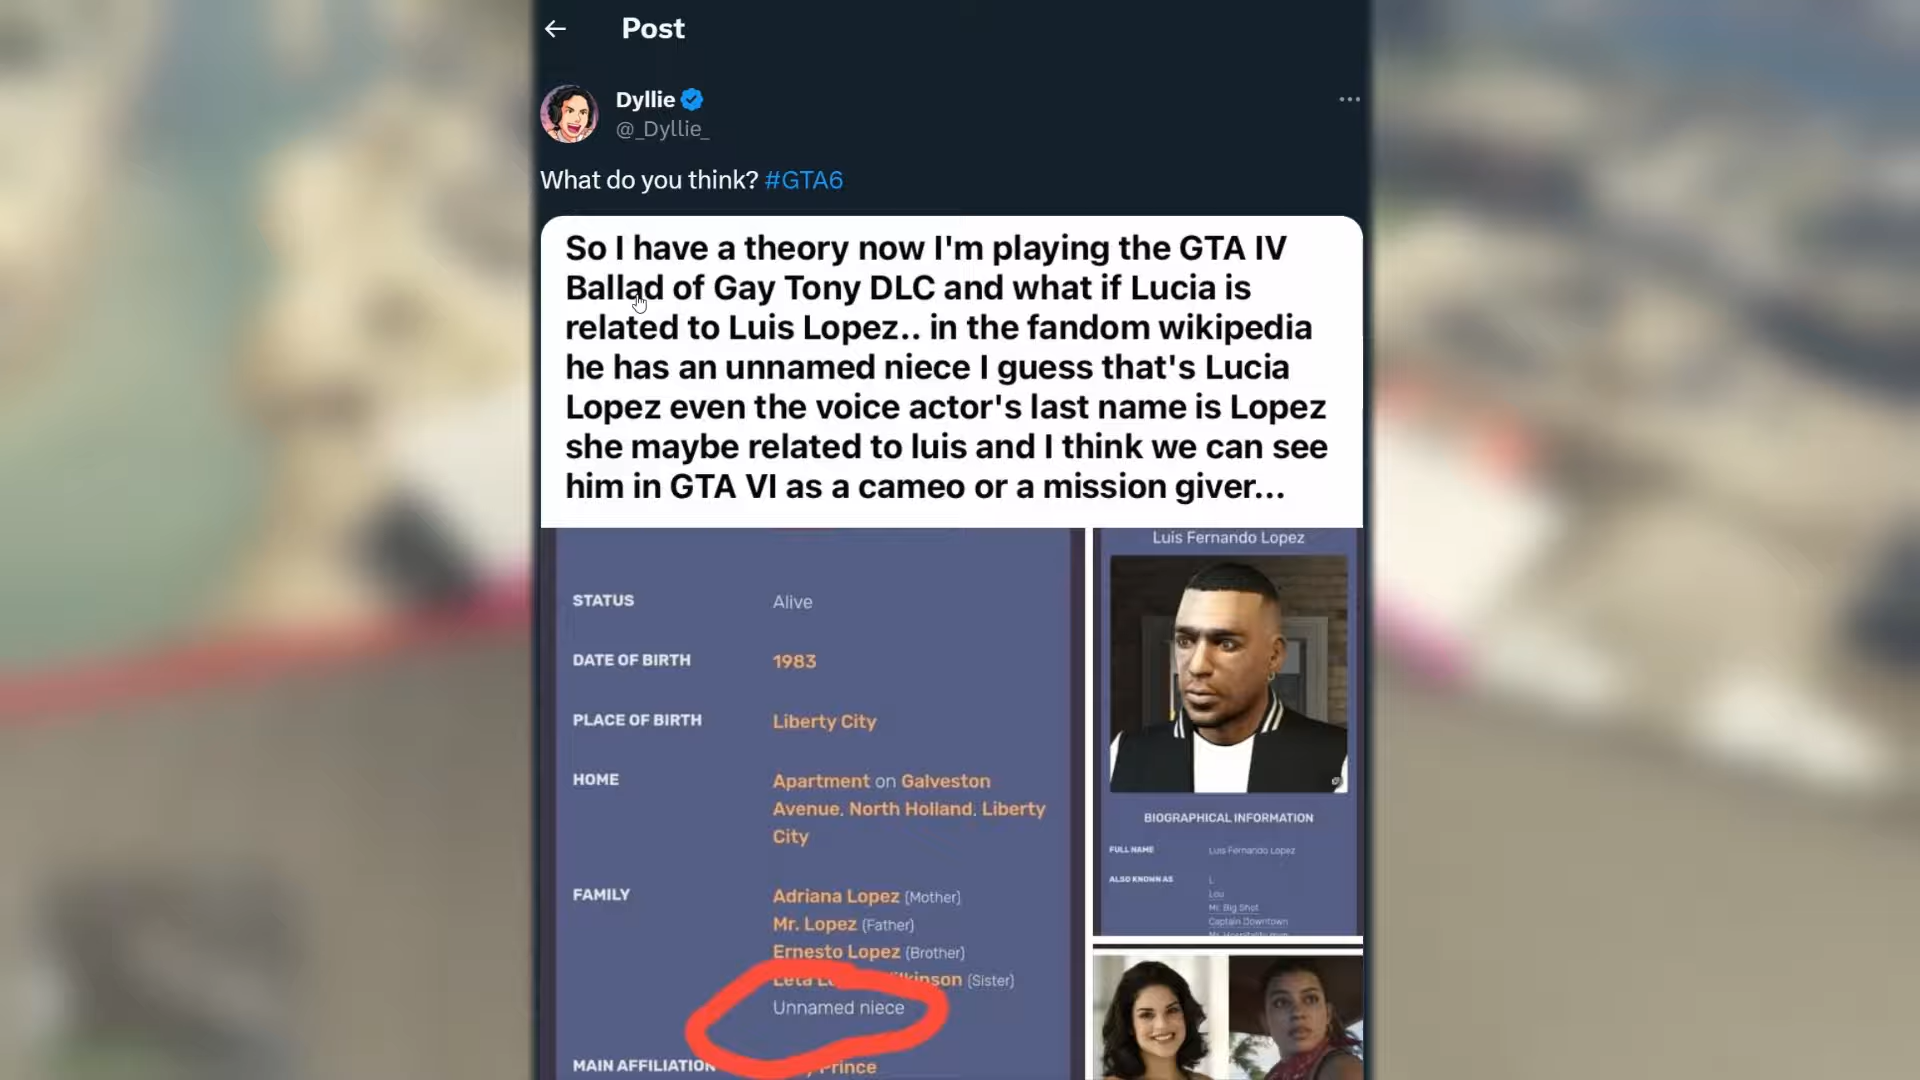 Post
Dyllie
@_Dyllie_
What do you think? #GTA6
So I have a theory now I'm playing the GTA IV
Ballad of Gay Tony DLC and what if Lucia is
related to Luis Lopez.. in the fandom wikipedia
he has an unnamed niece I guess that's Lucia
Lopez even the voice actor's last name is Lopez
she maybe related to luis and I think we can see
him in GTA VI as a cameo or a mission giver...
STATUS Alive
DATE OF BIRTH 1983
PLACE OF BIRTH Liberty City
HOME Apartment on Galveston
Avenue, North Holland, Liberty
City
FAMILY Adriana Lopez (Mother)
Mr. Lopez (Father)
Ernesto Lopez (Brother)
Leta (Sister)
Unnamed niece
MAIN AFFILIATION Prince
Luis Fernando Lopez
BIOGRAPHICAL INFORMATION
FULL NAME Luis Fernando Lopez
ALSO KNOWN AS L
Lou
Mr. Big Shot
Captain Downtown